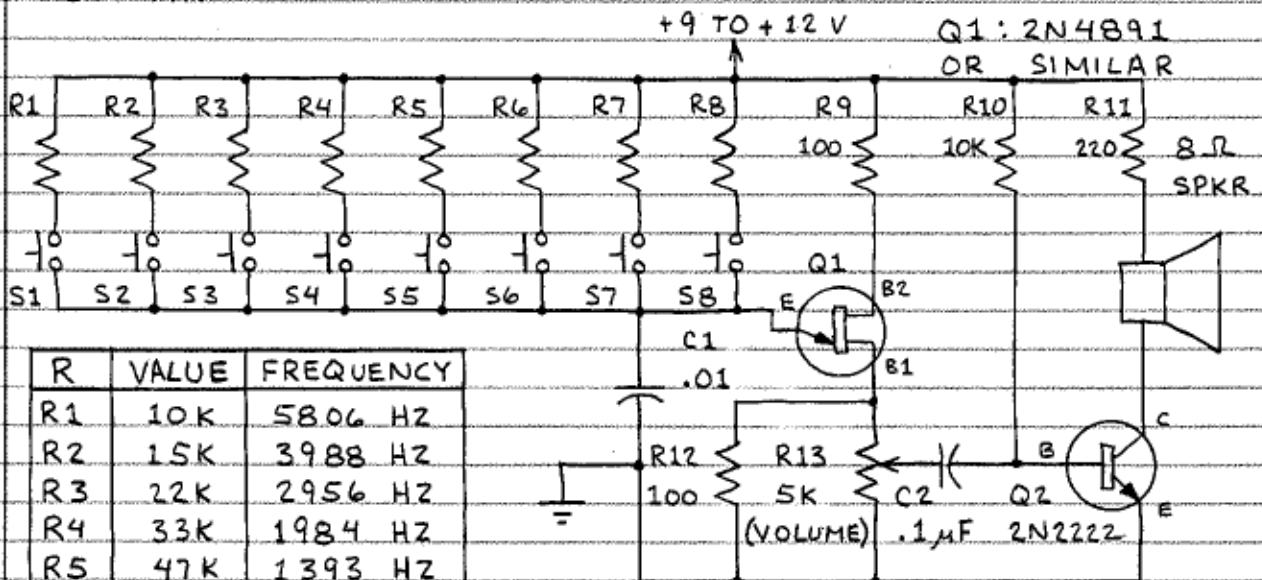 +9 TO +12 V
Q1: 2N4891
OR SIMILAR
R1 R2 R3 R4 R5 R6 R7 R8 R9 R10 R11
100 10K 220 8 Ω
SPKR
Q1
S1 S2 S3 S4 S5 S6 S7 S8 E B2
C1
B1
.01
R VALUE FREQUENCY
R1 10K 5806 HZ
R2 15K 3988 HZ
R3 22K 2956 HZ
R4 33K 1984 HZ
R5 47K 1393 HZ
R12 R13 B C
100 5K C2 Q2 E
(VOLUME) .1µF 2N2222